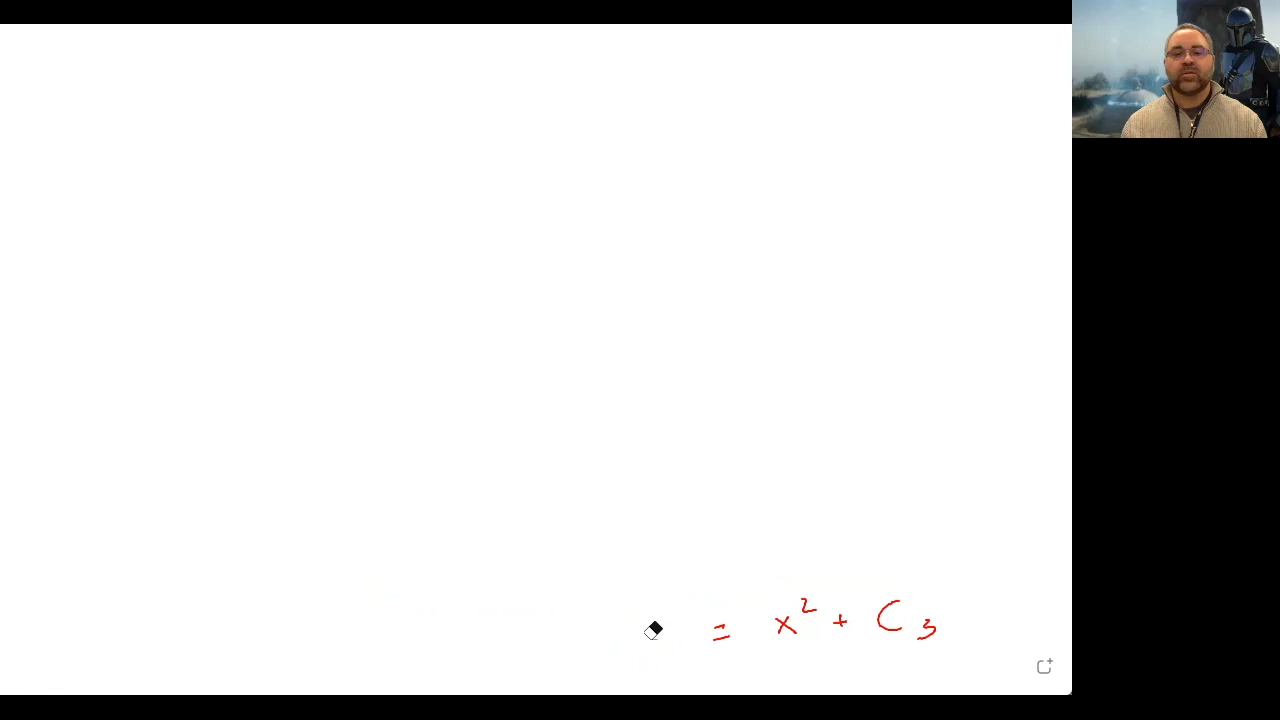 = x² + C₃